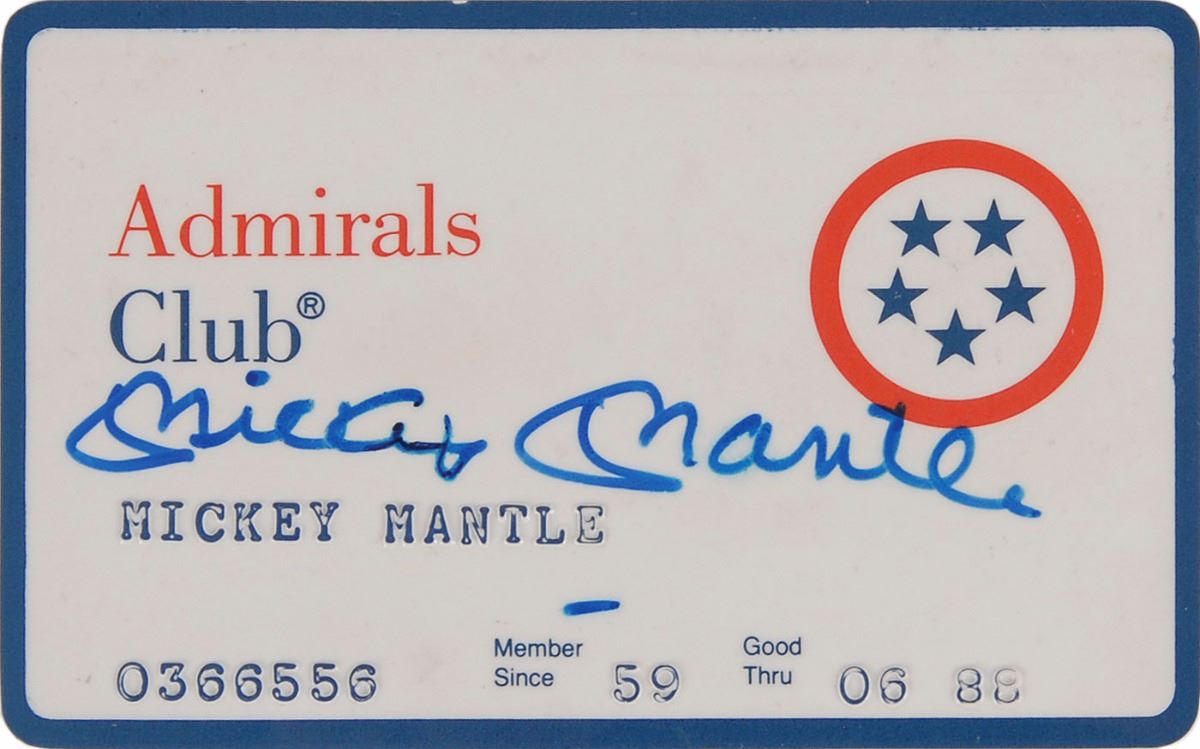 Admirals
Club®
Mickey Mantle
MICKEY MANTLE
Member
Since
59
Good
Thru
06 88
0366556